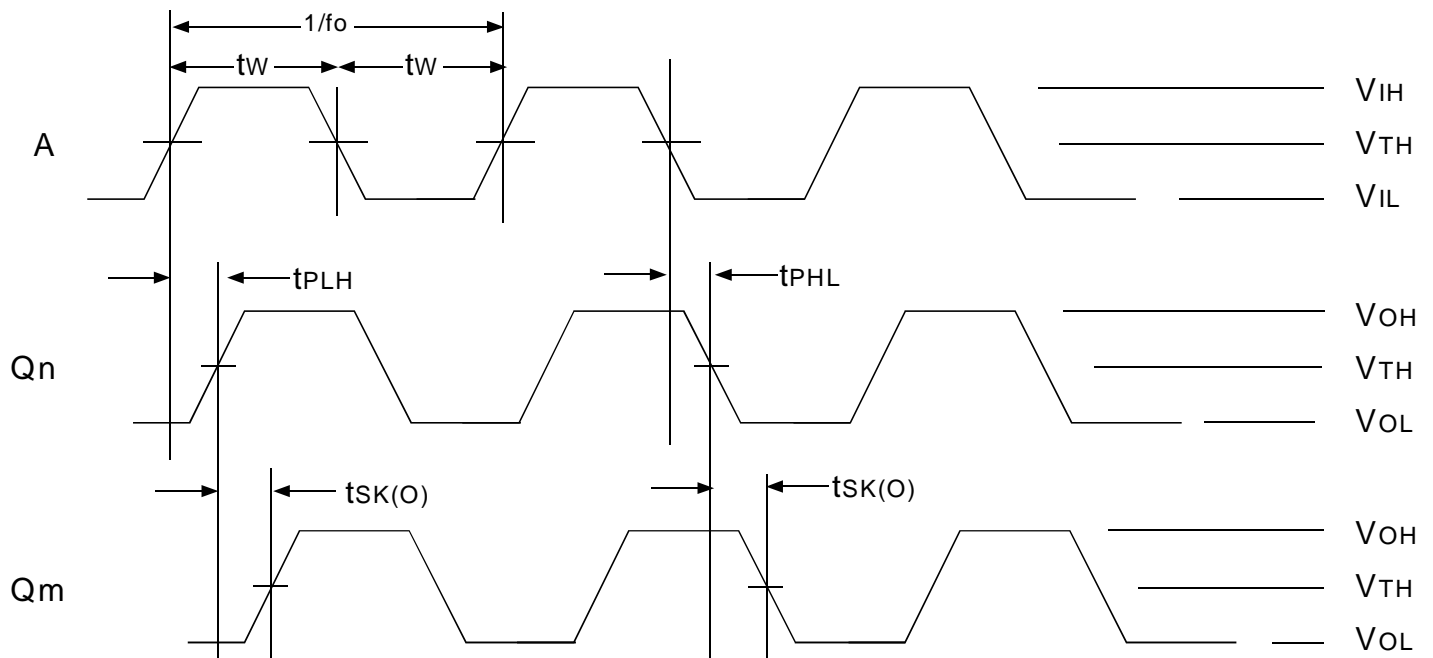 1/fo
tW tW
VIH
A VTH
VIL
tPLH tPHL
VOH
Qn VTH
VOL
tSK(O) tSK(O)
VOH
Qm VTH
VOL